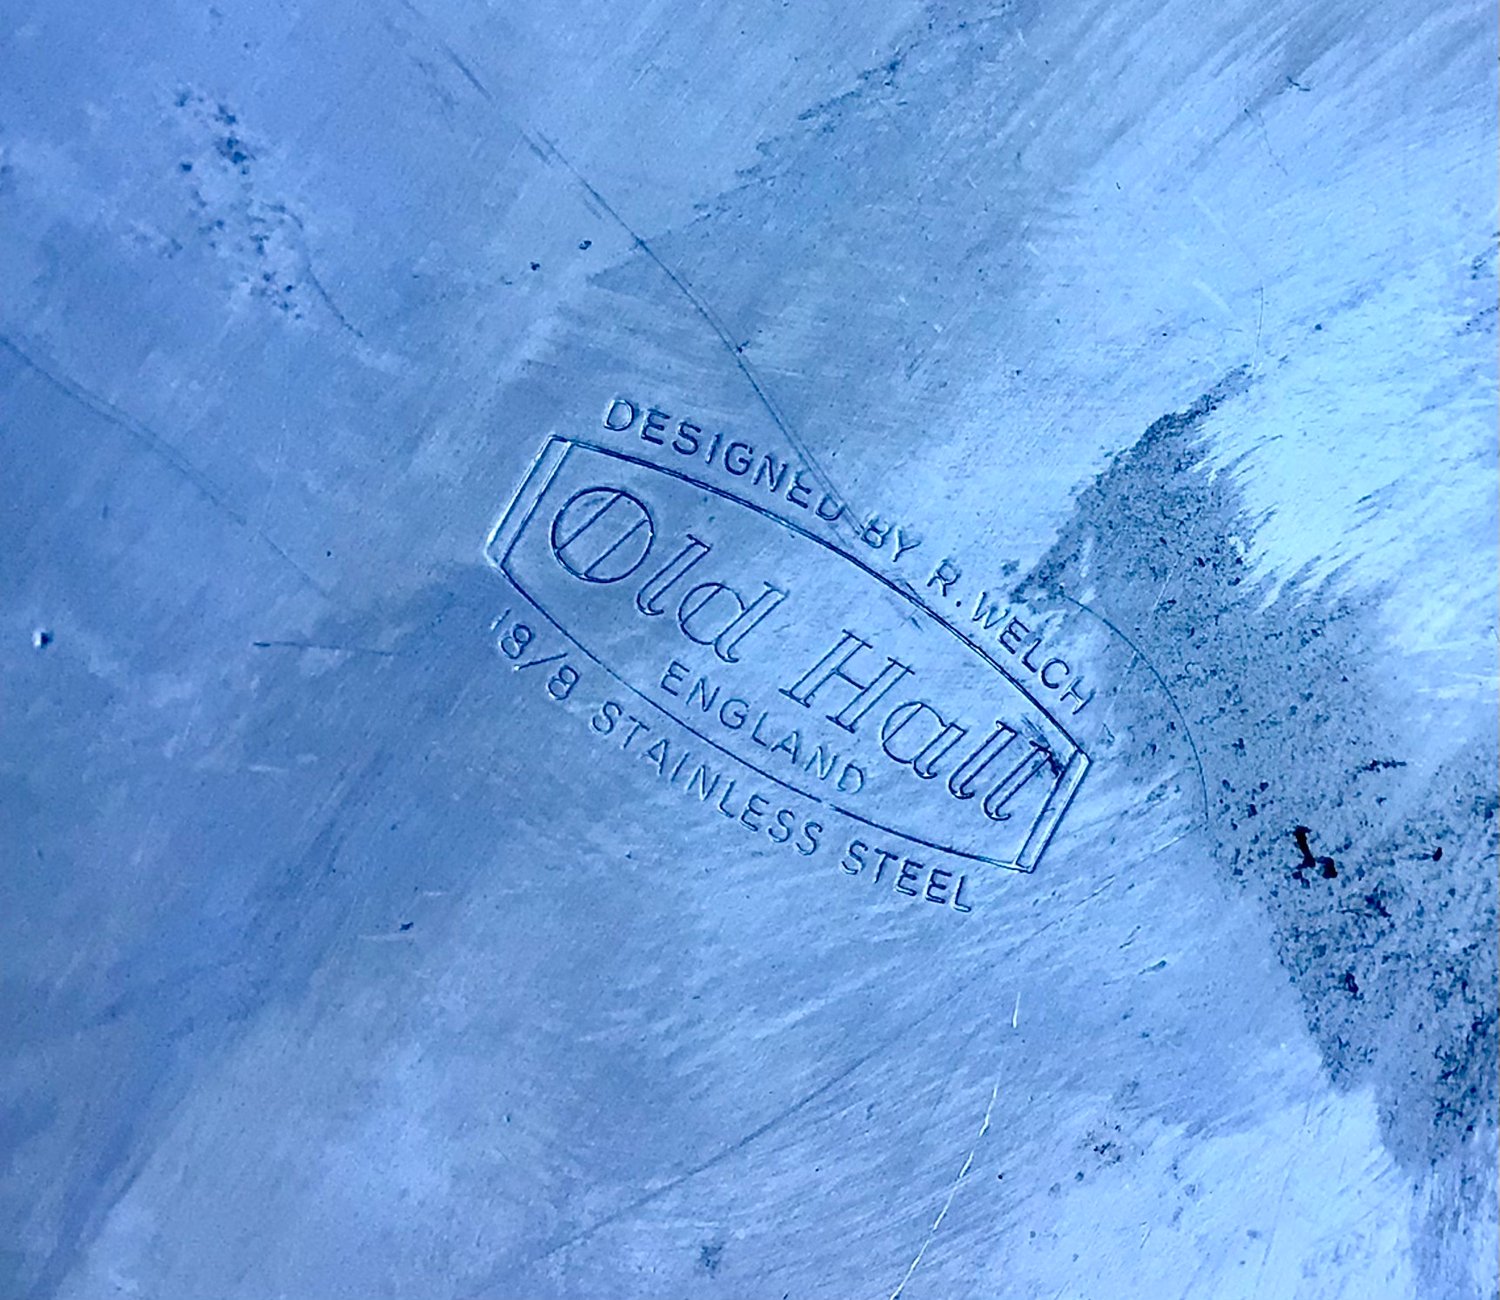 DESIGNED BY R. WELCH
Old Hall
ENGLAND
18/8 STAINLESS STEEL